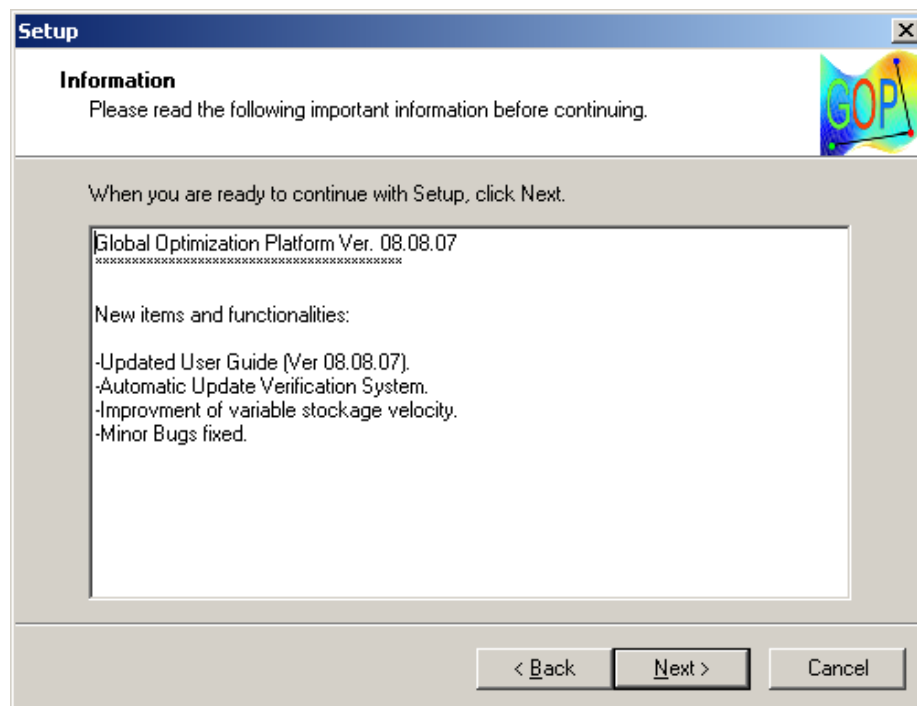 Setup
Information
Please read the following important information before continuing.
GOP
When you are ready to continue with Setup, click Next.
Global Optimization Platform Ver. 08.08.07
******************************************
New items and functionalities:
-Updated User Guide (Ver 08.08.07).
-Automatic Update Verification System.
-Improvment of variable stockage velocity.
-Minor Bugs fixed.
< Back
Next >
Cancel